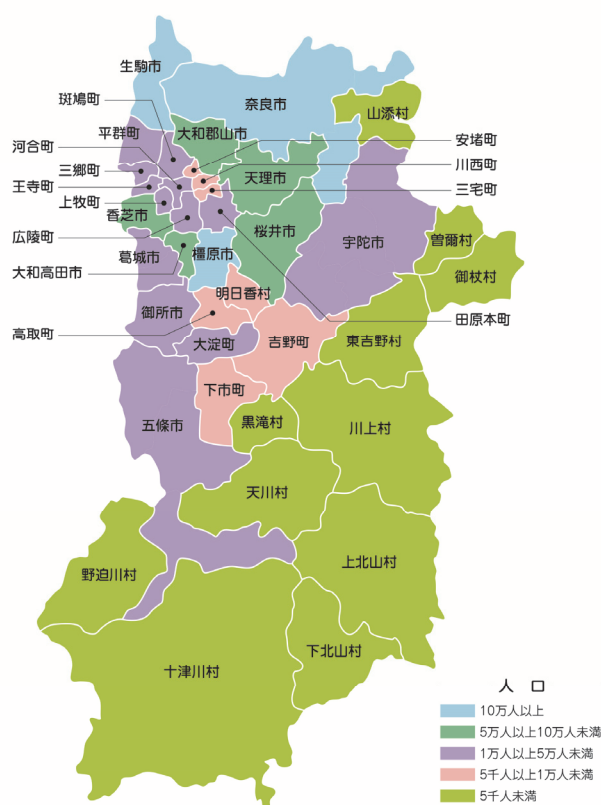 生駒市
奈良市
斑鳩町
山添村
平群町
大和郡山市
安堵町
河合町
川西町
三郷町
天理市
王寺町
三宅町
上牧町
香芝市
桜井市
宇陀市
曽爾村
広陵町
葛城市
橿原市
御杖村
大和高田市
明日香村
御所市
田原本町
高取町
大淀町
吉野町
東吉野村
下市町
五條市
黒滝村
川上村
天川村
上北山村
野迫川村
下北山村
十津川村
人 口
10万人以上
5万人以上10万人未満
1万人以上5万人未満
5千人以上1万人未満
5千人未満